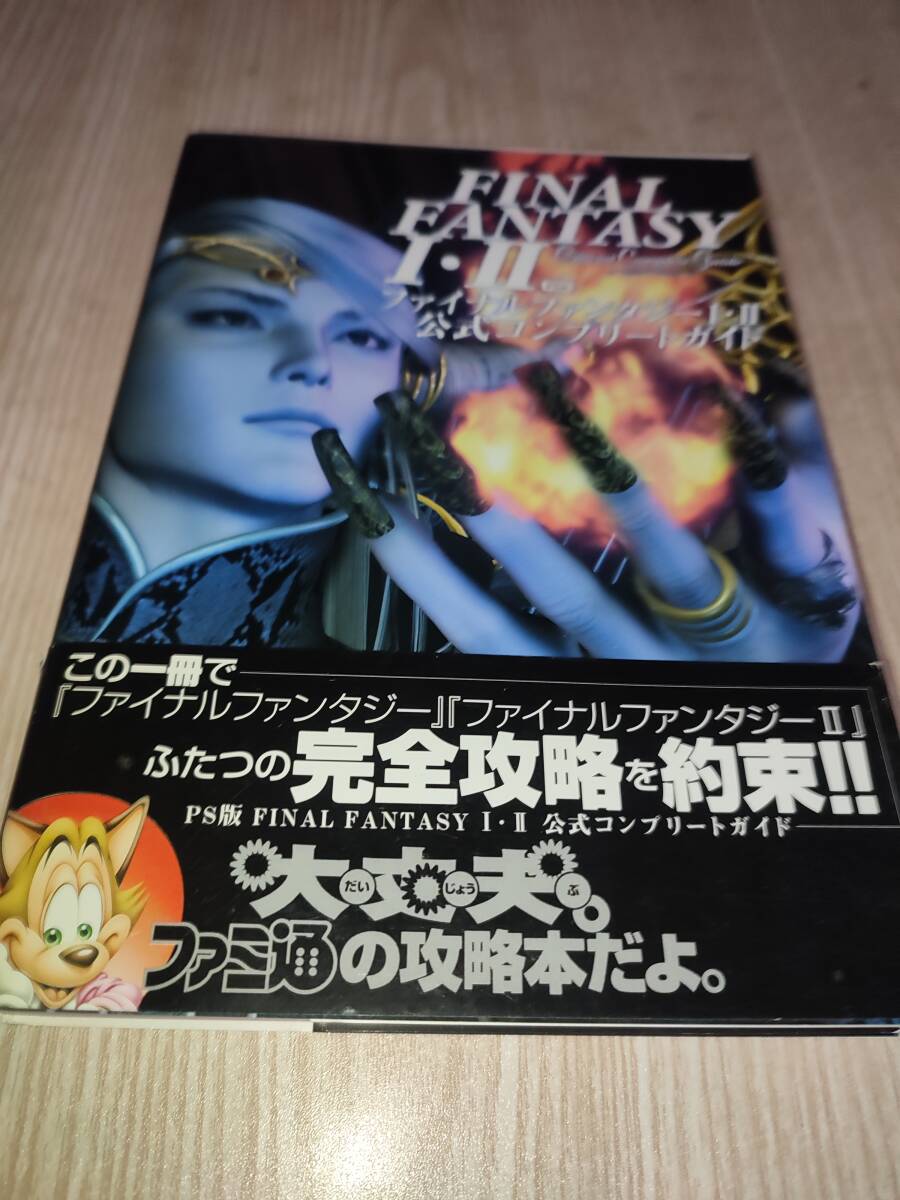 FINAL
FANTASY
I・II
Official Complete Guide
ファイナルファンタジーI・II
公式コンプリートガイド
この一冊で
『ファイナルファンタジー』『ファイナルファンタジーII』
ふたつの完全攻略を約束!!
PS版 FINAL FANTASY I・II 公式コンプリートガイド
大丈夫。
だい じょう ぶ
ファミ通の攻略本だよ。